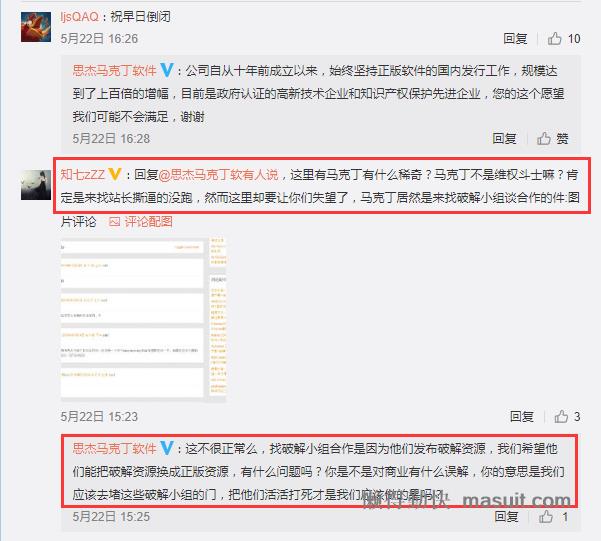 ljsQAQ：祝早日倒闭
5月22日 16:26
回复
10
思杰马克丁软件：公司自从十年前成立以来，始终坚持正版软件的国内发行工作，规模达
到了上百倍的增幅，目前是政府认证的高新技术企业和知识产权保护先进企业，您的这个愿望
我们可能不会满足，谢谢
5月22日 16:28
回复
赞
知七zZZ：回复@思杰马克丁软有人说，这里有马克丁有什么稀奇？马克丁不是维权斗士嘛？肯
定是来找站长撕逼的没跑，然而这里却要让你们失望了，马克丁居然是来找破解小组谈合作的件:图
片评论 评论配图
5月22日 15:23
回复
3
思杰马克丁软件：这不很正常么，找破解小组合作是因为他们发布破解资源，我们希望他
们能把破解资源换成正版资源，有什么问题吗？你是不是对商业有什么误解，你的意思是我们
应该去堵这些破解小组的门，把他们活活打死才是我们应该做的是吗？
masuit.com
5月22日 15:25
回复
1